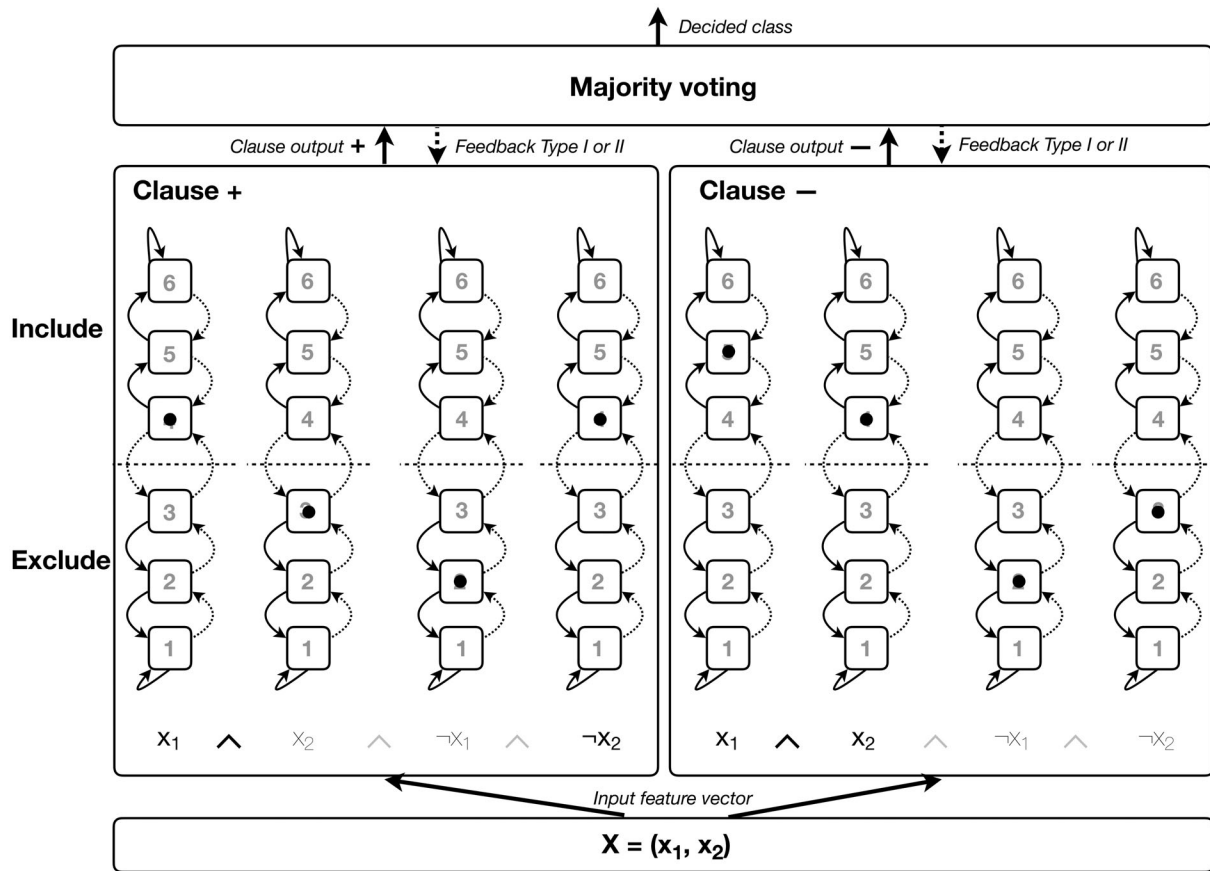 Decided class
Majority voting
Clause output + Feedback Type I or II Clause output − Feedback Type I or II
Clause + Clause −
6 6 6 6 6 6 6 6
Include
5 5 5 5 5 5 5
4 4 4 4 4
3 3 3 3 3 3
Exclude
2 2 2 2 2 2
1 1 1 1 1 1 1 1
x₁ ∧ x₂ ∧ ¬x₁ ∧ ¬x₂ x₁ ∧ x₂ ∧ ¬x₁ ∧ ¬x₂
Input feature vector
X = (x₁, x₂)